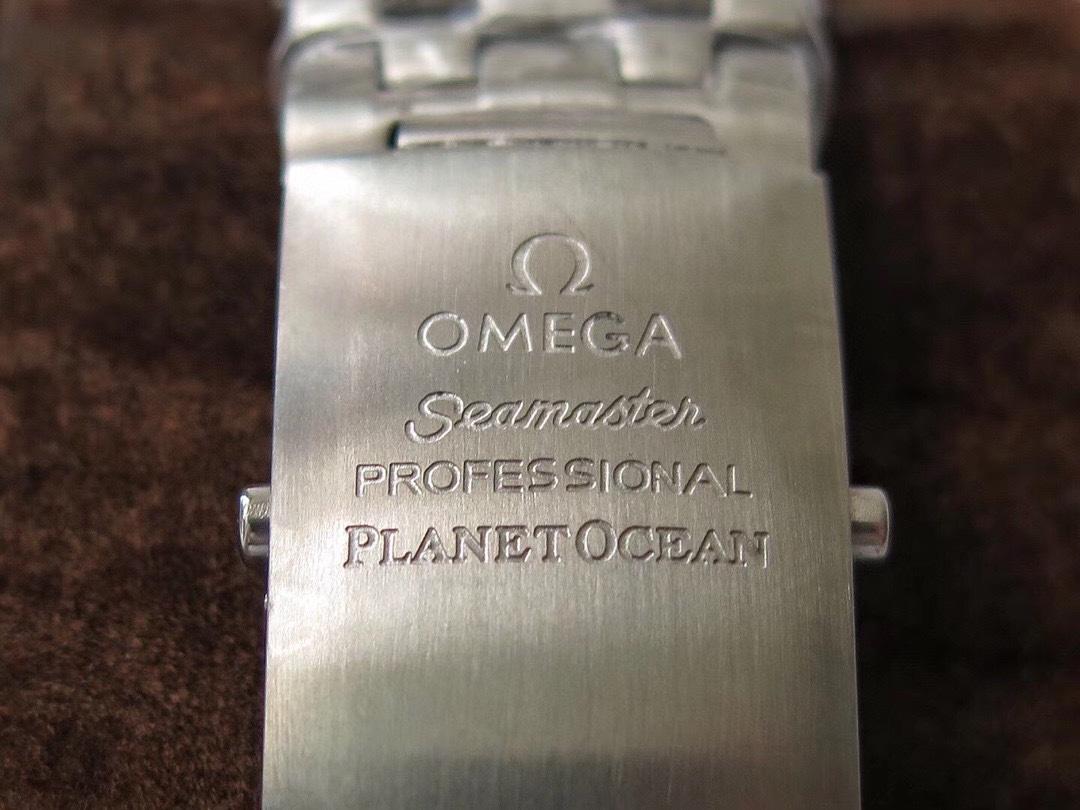 Ω
OMEGA
Seamaster
PROFESSIONAL
PLANET OCEAN